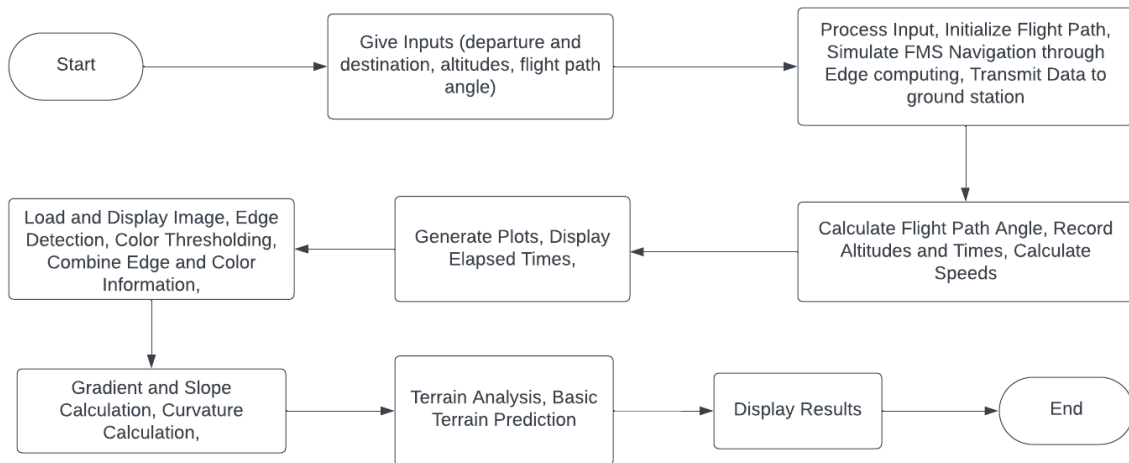 Start
Give Inputs (departure and
destination, altitudes, flight path
angle)
Process Input, Initialize Flight Path,
Simulate FMS Navigation through
Edge computing, Transmit Data to
ground station
Calculate Flight Path Angle, Record
Altitudes and Times, Calculate
Speeds
Generate Plots, Display
Elapsed Times,
Load and Display Image, Edge
Detection, Color Thresholding,
Combine Edge and Color
Information,
Gradient and Slope
Calculation, Curvature
Calculation,
Terrain Analysis, Basic
Terrain Prediction
Display Results
End